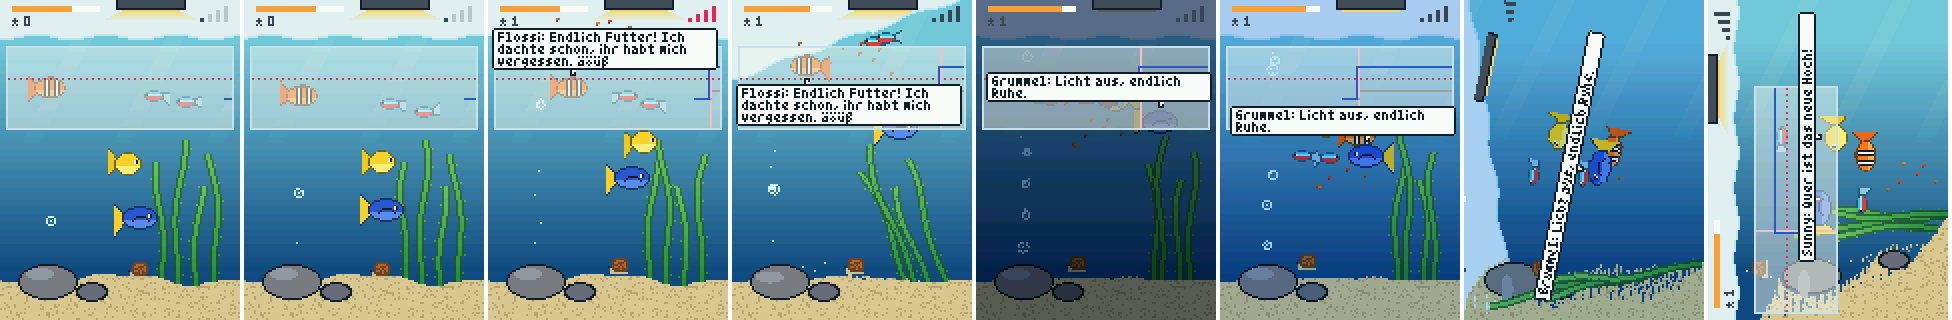 *0
*0
*1
Flossi: Endlich Futter! Ich
dachte schon, ihr habt mich
vergessen. äöüß
*1
Flossi: Endlich Futter! Ich
dachte schon, ihr habt mich
vergessen. äöüß
Grummel: Licht aus, endlich
Ruhe.
*1
Grummel: Licht aus, endlich
Ruhe.
Grummel: Licht aus, endlich Ruhe.
Sunny: Quer ist das neue Hoch!
*1